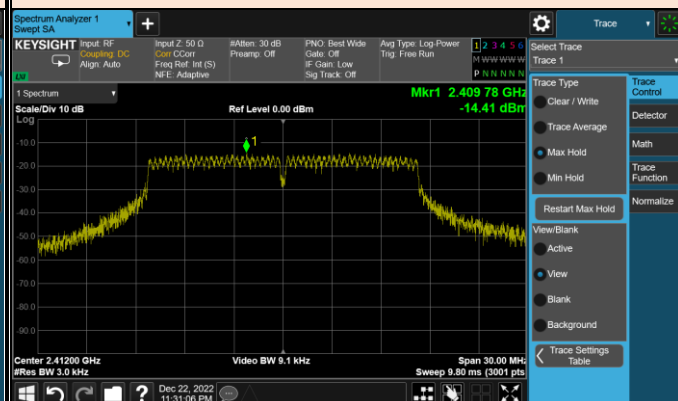 Spectrum Analyzer 1
Swept SA
+
Trace
KEYSIGHT
Input: RF
Coupling: DC
Align: Auto
Input Z: 50 Ω
Corr CCorr
Freq Ref: Int (S)
NFE: Adaptive
#Atten: 30 dB
Preamp: Off
PNO: Best Wide
Gate: Off
IF Gain: Low
Sig Track: Off
Avg Type: Log-Power
Trig: Free Run
1 2 3 4 5 6
M W W W W W
P N N N N N
LXI
1 Spectrum
Scale/Div 10 dB
Log
Ref Level 0.00 dBm
Mkr1 2.409 78 GHz
-14.41 dBm
1
-10.0
-20.0
-30.0
-40.0
-50.0
-60.0
-70.0
-80.0
-90.0
Center 2.41200 GHz
#Res BW 3.0 kHz
Video BW 9.1 kHz
Span 30.00 MHz
Sweep 9.80 ms (3001 pts
Dec 22, 2022
11:31:06 PM
?
Select Trace
Trace 1
Trace Type
Clear / Write
Trace Average
Max Hold
Min Hold
Restart Max Hold
View/Blank
Active
View
Blank
Background
Trace Settings
Table
Trace
Control
Detector
Math
Trace
Function
Normalize